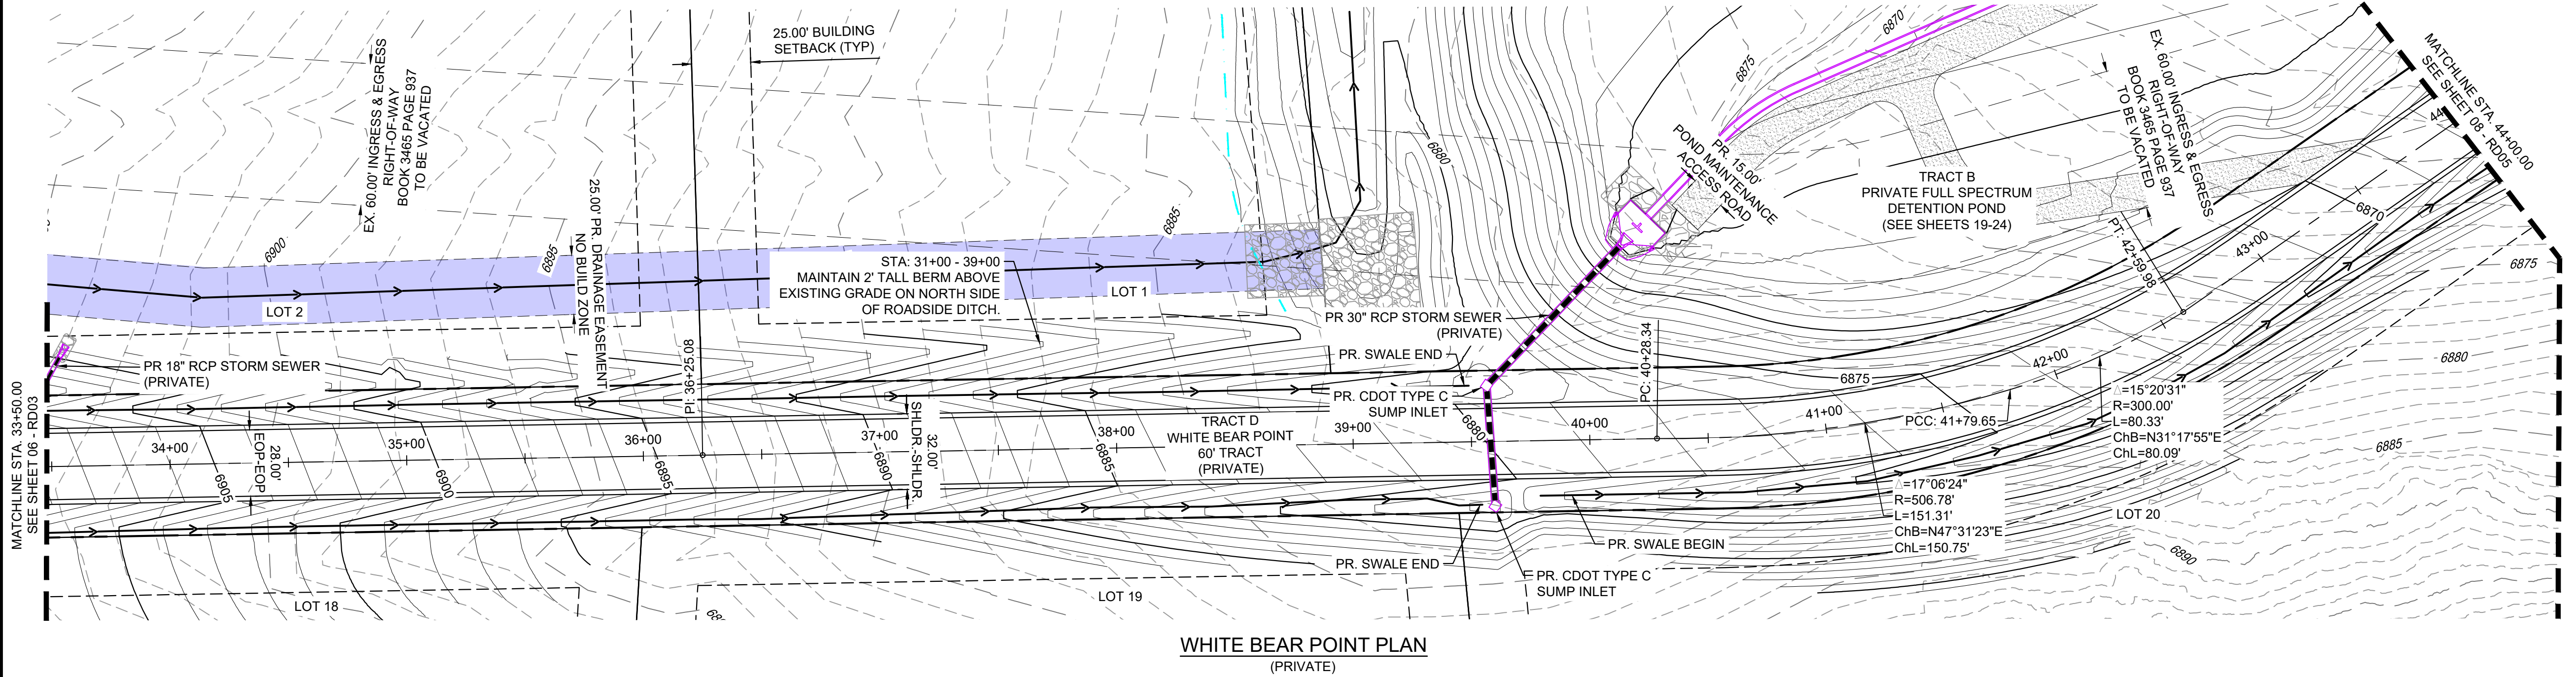 25.00' BUILDING
SETBACK (TYP)
EX. 60.00' INGRESS & EGRESS
RIGHT-OF-WAY
BOOK 3465 PAGE 937
TO BE VACATED
6900
6895
25.00' PR. DRAINAGE EASEMENT
NO BUILD ZONE
6885
6880
6875
6870
PR. 15.00'
POND MAINTENANCE
ACCESS ROAD
TRACT B
PRIVATE FULL SPECTRUM
DETENTION POND
(SEE SHEETS 19-24)
EX. 60.00' INGRESS & EGRESS
RIGHT-OF-WAY
BOOK 3465 PAGE 937
TO BE VACATED
MATCHLINE STA. 44+00.00
SEE SHEET 08 - RD05
44
6870
43+00
6875
PT: 42+59.98
STA: 31+00 - 39+00
MAINTAIN 2' TALL BERM ABOVE
EXISTING GRADE ON NORTH SIDE
OF ROADSIDE DITCH.
LOT 2
LOT 1
PR 18" RCP STORM SEWER
(PRIVATE)
PI: 36+25.08
PR 30" RCP STORM SEWER
(PRIVATE)
PR. SWALE END
PR. CDOT TYPE C
SUMP INLET
PC: 40+28.34
6875
42+00
6880
MATCHLINE STA. 33+50.00
SEE SHEET 06 - RD03
34+00
35+00
36+00
37+00
38+00
39+00
40+00
41+00
PCC: 41+79.65
28.00'
EOP-EOP
32.00'
SHLDR.-SHLDR.
6905
6900
6895
6890
6885
6880
TRACT D
WHITE BEAR POINT
60' TRACT
(PRIVATE)
△=15°20'31"
R=300.00'
L=80.33'
ChB=N31°17'55"E
ChL=80.09'
6885
△=17°06'24"
R=506.78'
L=151.31'
ChB=N47°31'23"E
ChL=150.75'
LOT 20
6890
PR. SWALE BEGIN
PR. SWALE END
PR. CDOT TYPE C
SUMP INLET
LOT 18
LOT 19
WHITE BEAR POINT PLAN
(PRIVATE)